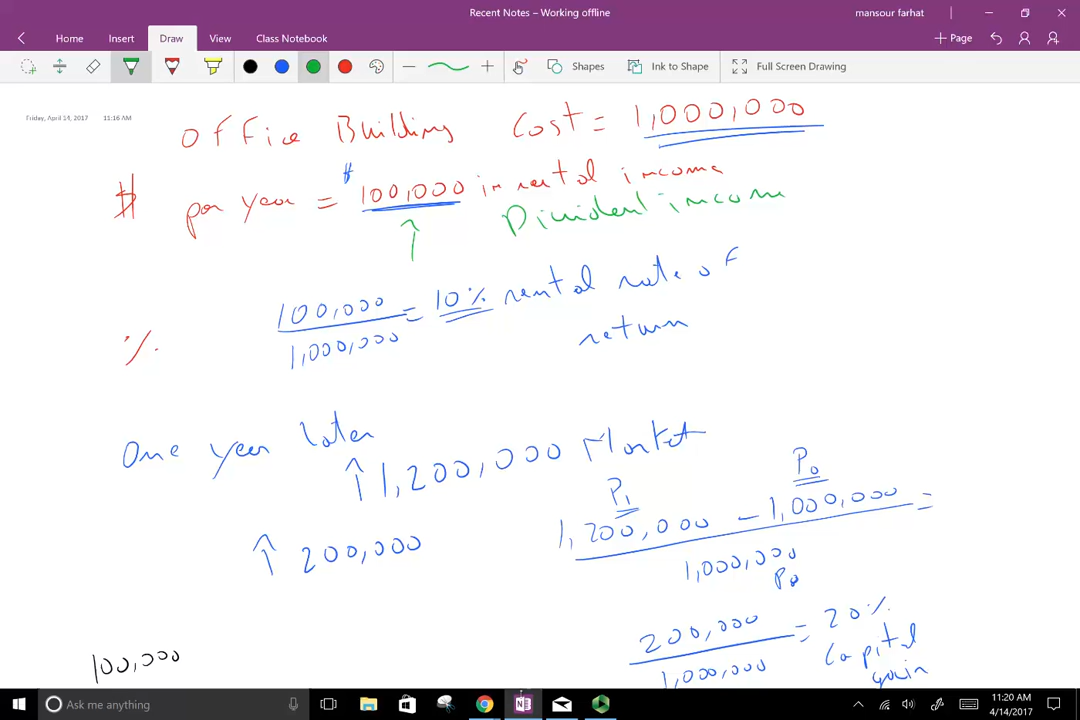 Recent Notes – Working offline
mansour farhat
Home Insert Draw View Class Notebook
Page
Shapes Ink to Shape Full Screen Drawing
Friday, April 14, 2017 11:16 AM
Office Building Cost = 1,000,000
$ per year = $ 100,000 in rental income
↑ Divident income
%
100,000
1,000,000
= 10% rental rate of
return
One year later
↑ 1,200,000 Market
↑ 200,000
P₁ P₀
1,200,000 – 1,000,000 =
1,000,000
P₀
200,000
1,000,000
= 20%
Capital
gain
100,000
Ask me anything
11:20 AM
4/14/2017